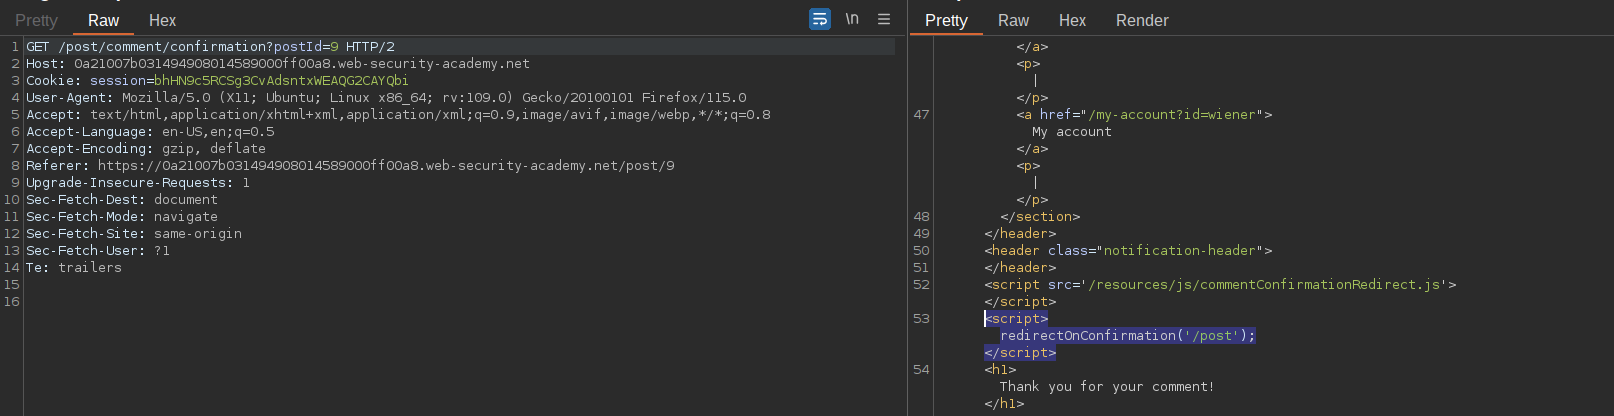 Pretty Raw Hex \n
1 GET /post/comment/confirmation?postId=9 HTTP/2
2 Host: 0a21007b031494908014589000ff00a8.web-security-academy.net
3 Cookie: session=bhHN9c5RCSg3CvAdsntxWEAQG2CAYQbi
4 User-Agent: Mozilla/5.0 (X11; Ubuntu; Linux x86_64; rv:109.0) Gecko/20100101 Firefox/115.0
5 Accept: text/html,application/xhtml+xml,application/xml;q=0.9,image/avif,image/webp,*/*;q=0.8
6 Accept-Language: en-US,en;q=0.5
7 Accept-Encoding: gzip, deflate
8 Referer: https://0a21007b031494908014589000ff00a8.web-security-academy.net/post/9
9 Upgrade-Insecure-Requests: 1
10 Sec-Fetch-Dest: document
11 Sec-Fetch-Mode: navigate
12 Sec-Fetch-Site: same-origin
13 Sec-Fetch-User: ?1
14 Te: trailers
15
16
Pretty Raw Hex Render
</a>
<p>
|
</p>
47 <a href="/my-account?id=wiener">
My account
</a>
<p>
|
</p>
48 </section>
49 </header>
50 <header class="notification-header">
51 </header>
52 <script src='/resources/js/commentConfirmationRedirect.js'>
</script>
53 <script>
redirectOnConfirmation('/post');
</script>
54 <h1>
Thank you for your comment!
</h1>